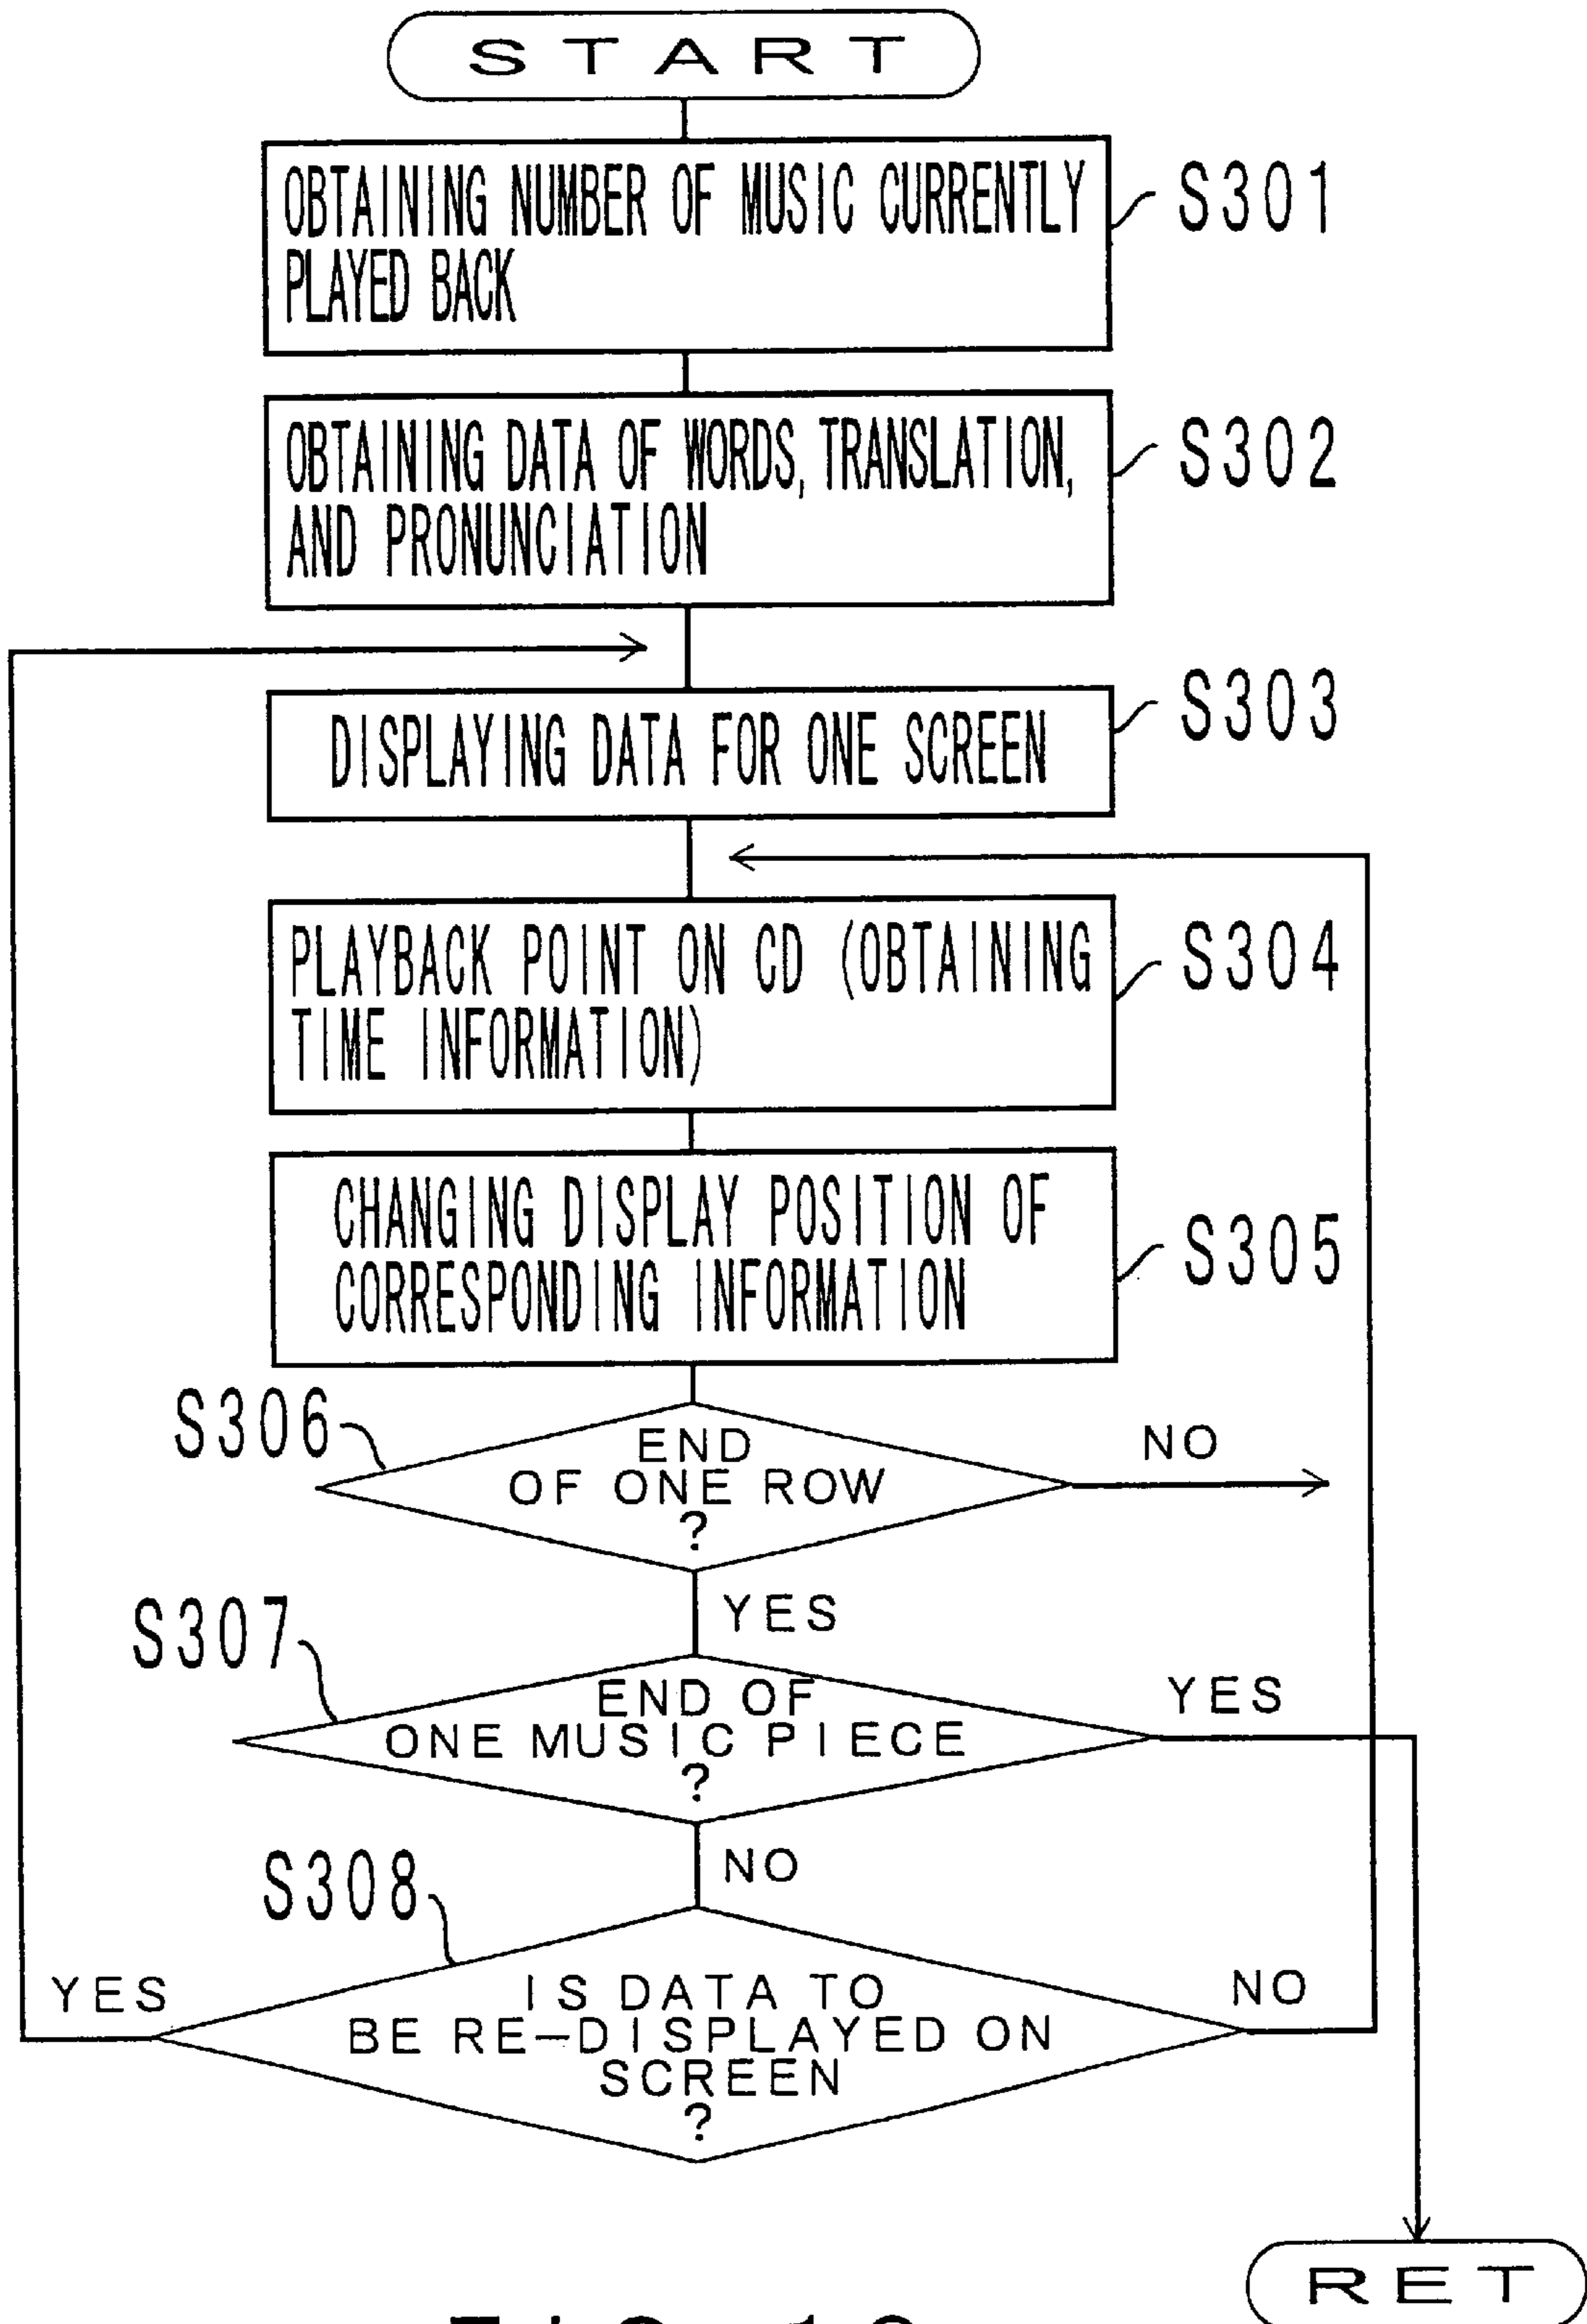 START
OBTAINING NUMBER OF MUSIC CURRENTLY
PLAYED BACK
S301
OBTAINING DATA OF WORDS, TRANSLATION,
AND PRONUNCIATION
S302
DISPLAYING DATA FOR ONE SCREEN
S303
PLAYBACK POINT ON CD (OBTAINING
TIME INFORMATION)
S304
CHANGING DISPLAY POSITION OF
CORRESPONDING INFORMATION
S305
S306
END
OF ONE ROW
?
NO
YES
S307
END OF
ONE MUSIC PIECE
?
YES
NO
S308
IS DATA TO
BE RE-DISPLAYED ON
SCREEN
?
YES
NO
RET